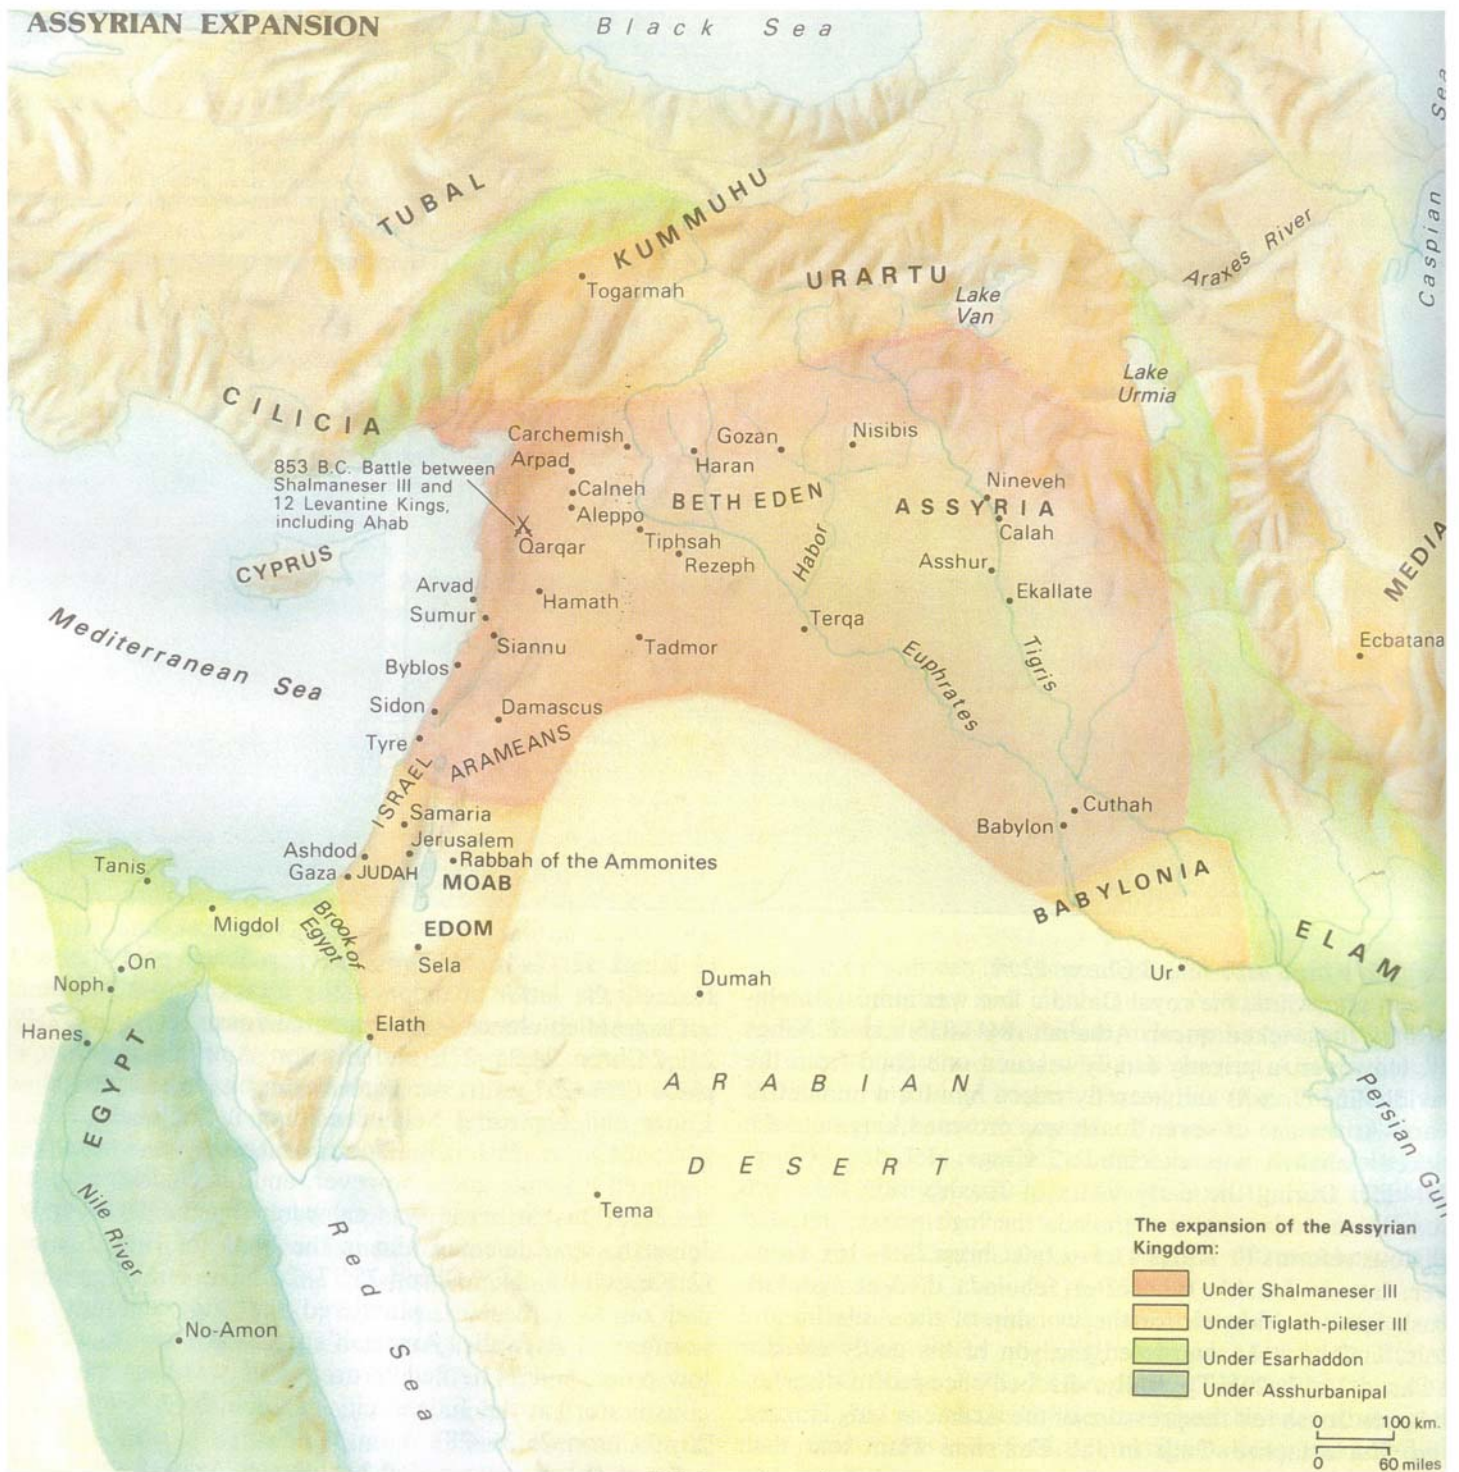 ASSYRIAN EXPANSION
Black Sea
Caspian Sea
TUBAL
KUMMUHU
Togarmah
URARTU
Lake
Van
Araxes River
Lake
Urmia
CILICIA
Carchemish
Gozan
Nisibis
Arpad
Haran
853 B.C. Battle between
Shalmaneser III and
12 Levantine Kings,
including Ahab
Calneh
BETH EDEN
Nineveh
ASSYRIA
Aleppo
Calah
Qarqar
Tiphsah
Habor
MEDIA
CYPRUS
Rezeph
Asshur
Arvad
Hamath
Ekallate
Sumur
Terqa
Mediterranean Sea
Siannu
Tadmor
Ecbatana
Byblos
Euphrates
Tigris
Sidon
Damascus
Tyre
ARAMEANS
ISRAEL
Samaria
Cuthah
Babylon
Jerusalem
Ashdod
Rabbah of the Ammonites
Tanis
Gaza
JUDAH
MOAB
BABYLONIA
Migdol
Brook of
Egypt
EDOM
ELAM
On
Sela
Noph
Dumah
Ur
Hanes
Elath
EGYPT
ARABIAN
DESERT
Persian Gulf
Nile River
Tema
Red Sea
No-Amon
The expansion of the Assyrian
Kingdom:
Under Shalmaneser III
Under Tiglath-pileser III
Under Esarhaddon
Under Asshurbanipal
0 100 km.
0 60 miles